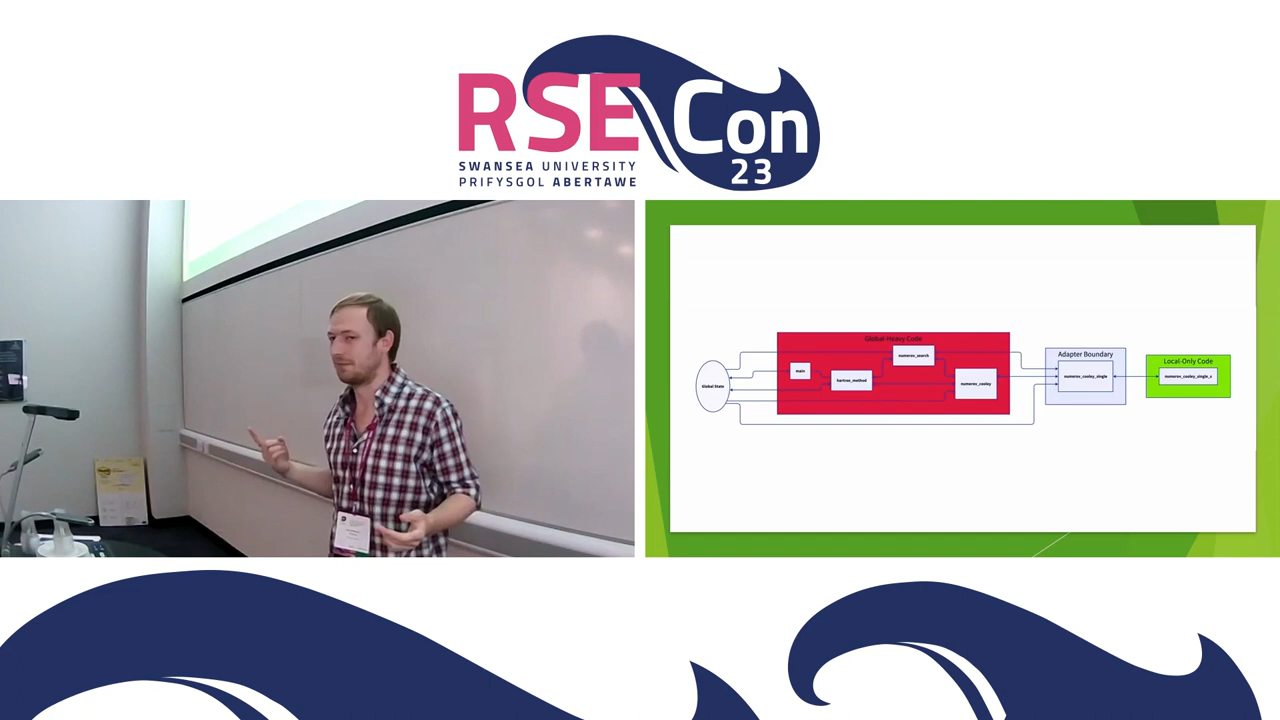 RSE Con
SWANSEA UNIVERSITY
PRIFYSGOL ABERTAWE
23
Global-Heavy Code
numerov_search
Adapter Boundary
Local-Only Code
main
Global State
hartree_method
numerov_cooley
numerov_cooley_single
numerov_cooley_single_s